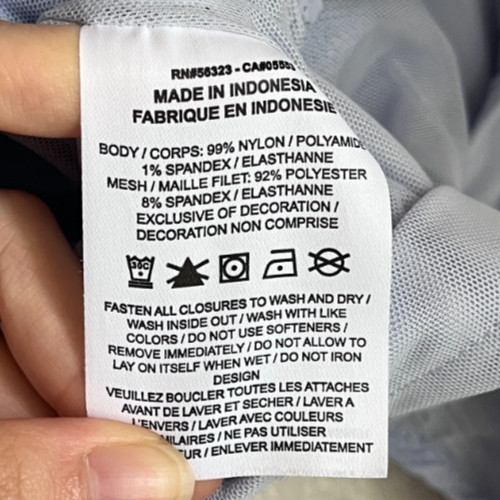 RN#56323 - CA#0555
MADE IN INDONESIA
FABRIQUE EN INDONESIE
BODY / CORPS: 99% NYLON / POLYAMIDE
1% SPANDEX / ELASTHANNE
MESH / MAILLE FILET: 92% POLYESTER
8% SPANDEX / ELASTHANNE
EXCLUSIVE OF DECORATION /
DECORATION NON COMPRISE
30C
FASTEN ALL CLOSURES TO WASH AND DRY /
WASH INSIDE OUT / WASH WITH LIKE
COLORS / DO NOT USE SOFTENERS /
REMOVE IMMEDIATELY / DO NOT ALLOW TO
LAY ON ITSELF WHEN WET / DO NOT IRON
DESIGN
VEUILLEZ BOUCLER TOUTES LES ATTACHES
AVANT DE LAVER ET SECHER / LAVER A
L'ENVERS / LAVER AVEC COULEURS
MILAIRES / NE PAS UTILISER
UR / ENLEVER IMMEDIATEMENT